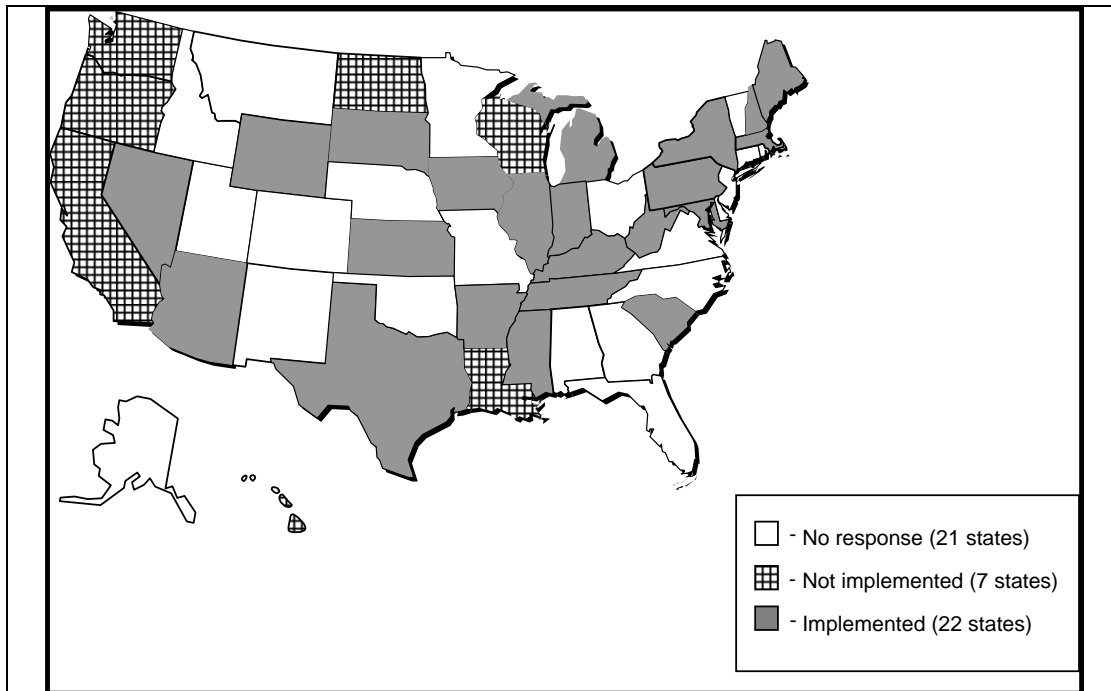 - No response (21 states)
- Not implemented (7 states)
- Implemented (22 states)